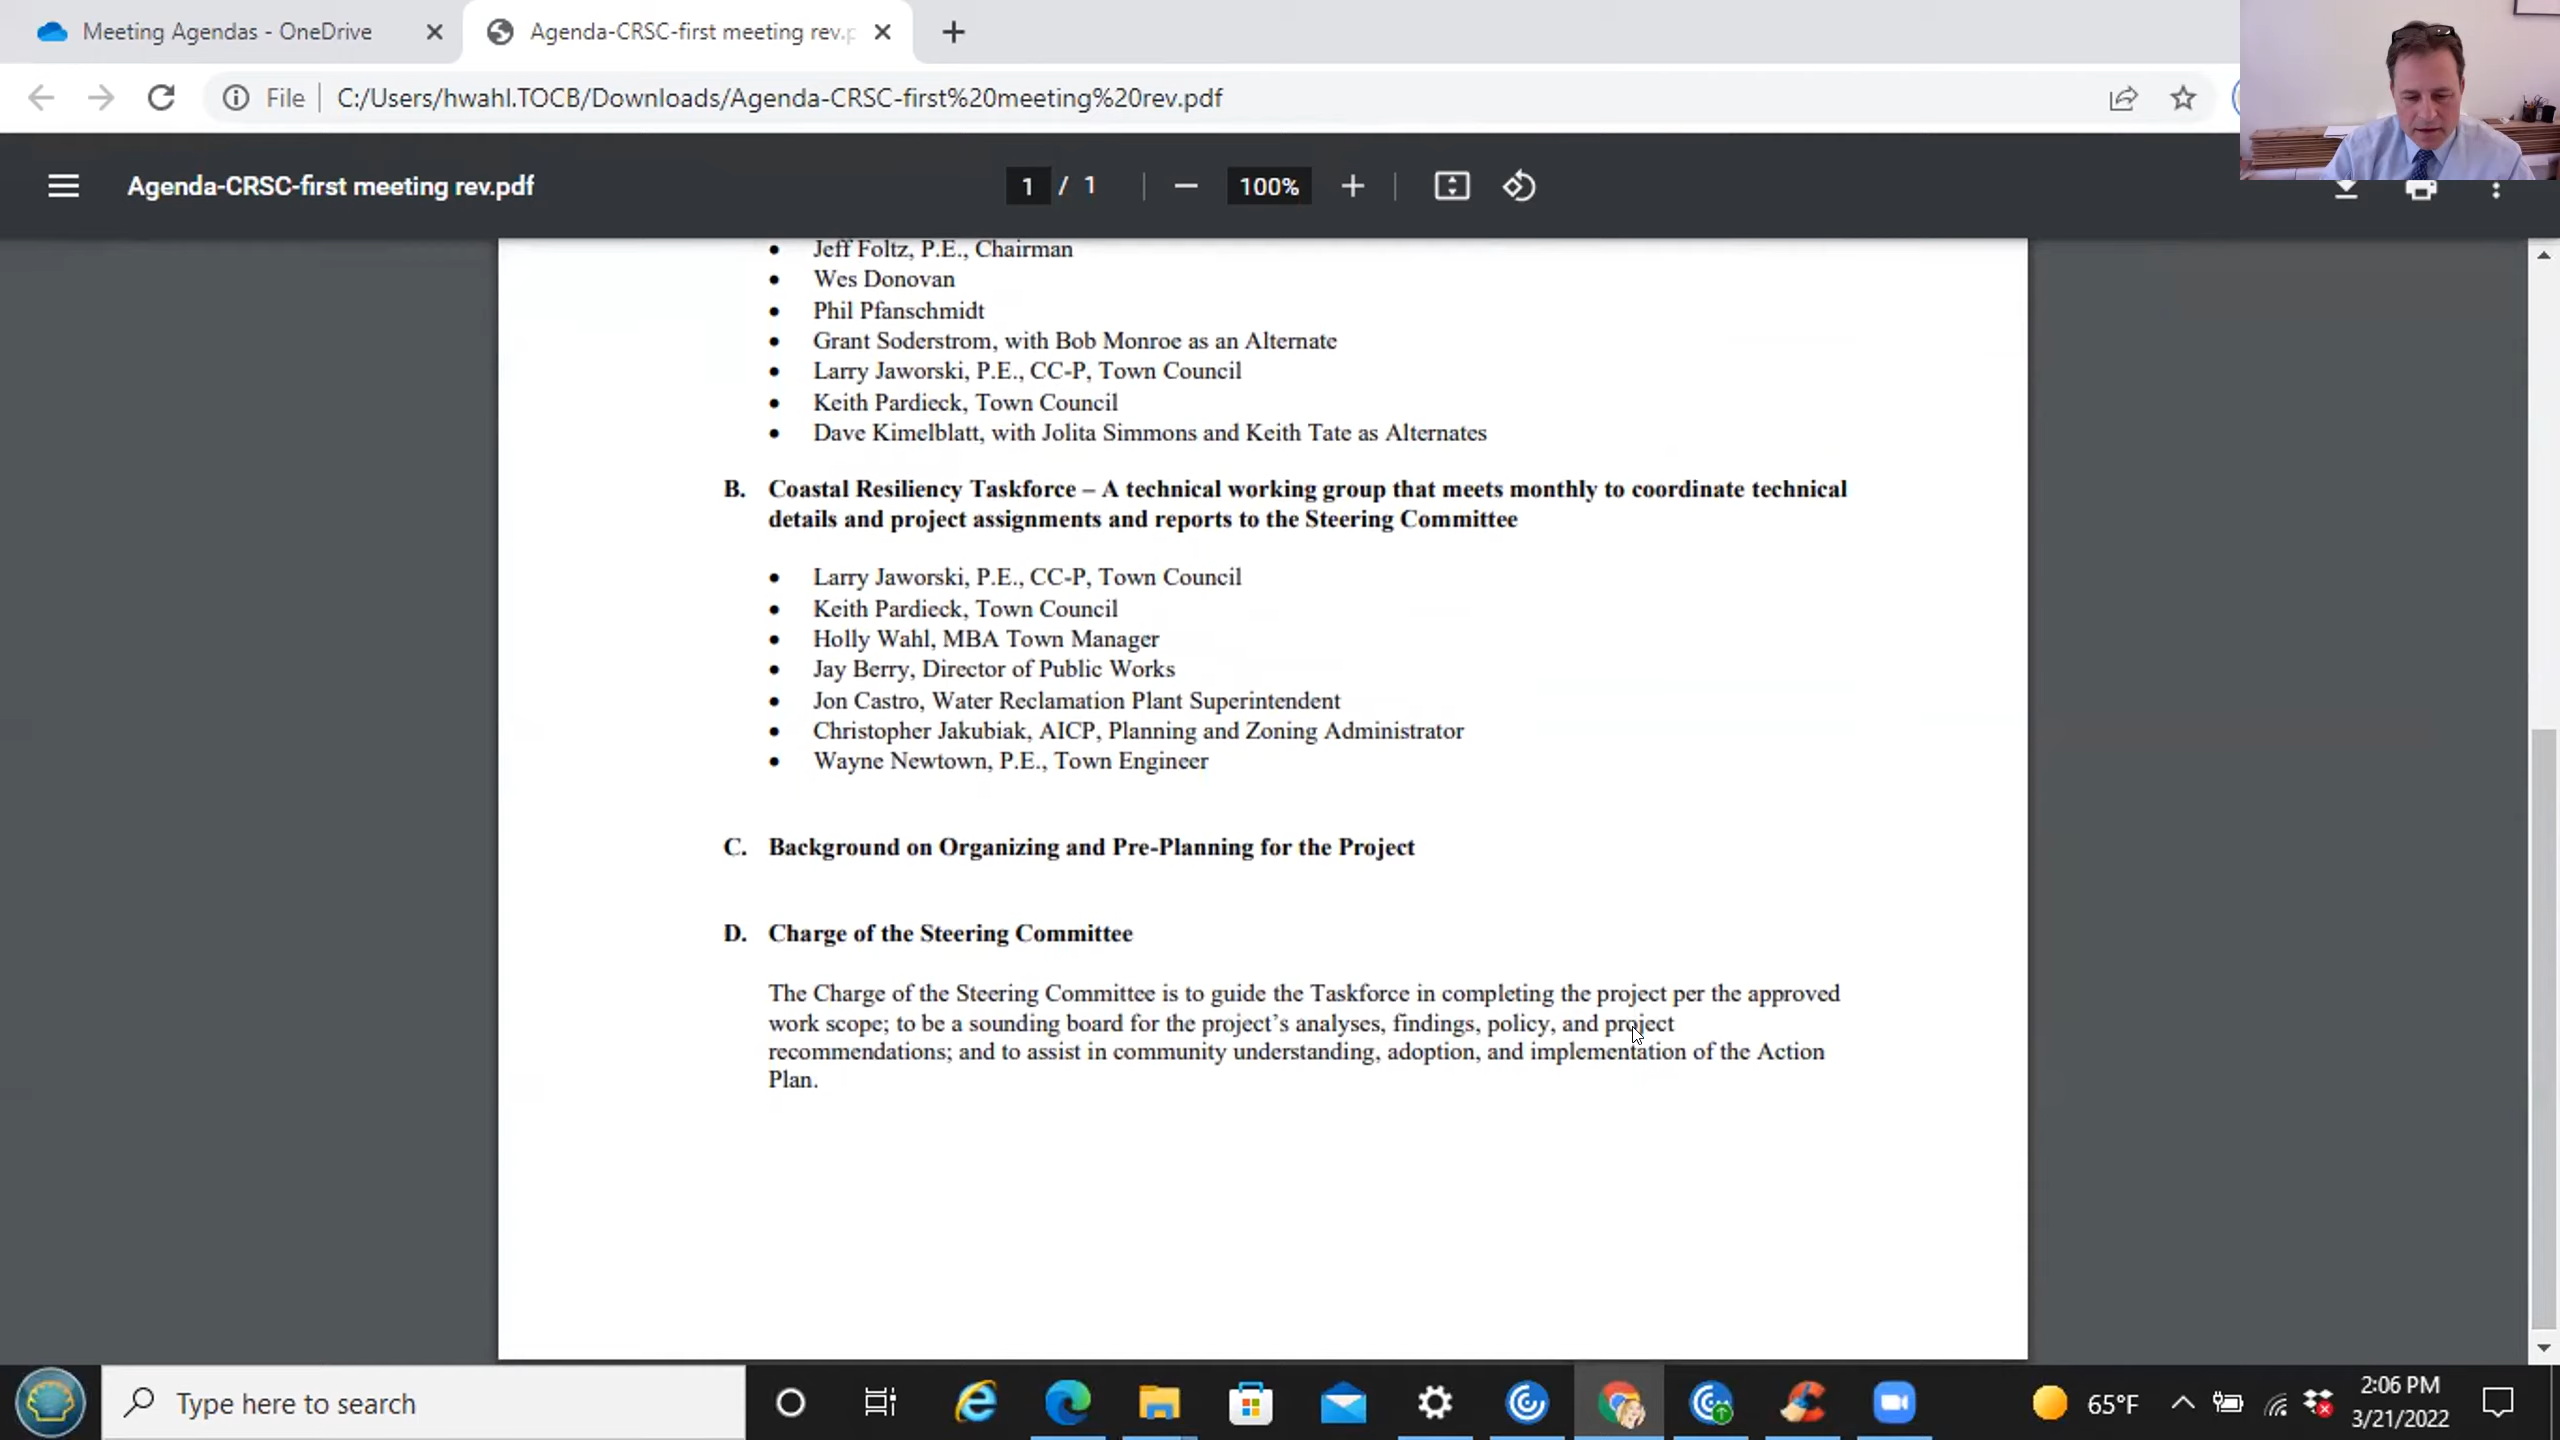 Meeting Agendas - OneDrive
Agenda-CRSC-first meeting rev.p
File
C:/Users/hwahl.TOCB/Downloads/Agenda-CRSC-first%20meeting%20rev.pdf
Agenda-CRSC-first meeting rev.pdf
1 / 1
100%
• Jeff Foltz, P.E., Chairman
• Wes Donovan
• Phil Pfanschmidt
• Grant Soderstrom, with Bob Monroe as an Alternate
• Larry Jaworski, P.E., CC-P, Town Council
• Keith Pardieck, Town Council
• Dave Kimelblatt, with Jolita Simmons and Keith Tate as Alternates
B. Coastal Resiliency Taskforce – A technical working group that meets monthly to coordinate technical
details and project assignments and reports to the Steering Committee
• Larry Jaworski, P.E., CC-P, Town Council
• Keith Pardieck, Town Council
• Holly Wahl, MBA Town Manager
• Jay Berry, Director of Public Works
• Jon Castro, Water Reclamation Plant Superintendent
• Christopher Jakubiak, AICP, Planning and Zoning Administrator
• Wayne Newtown, P.E., Town Engineer
C. Background on Organizing and Pre-Planning for the Project
D. Charge of the Steering Committee
The Charge of the Steering Committee is to guide the Taskforce in completing the project per the approved
work scope; to be a sounding board for the project’s analyses, findings, policy, and project
recommendations; and to assist in community understanding, adoption, and implementation of the Action
Plan.
Type here to search
65°F
2:06 PM
3/21/2022